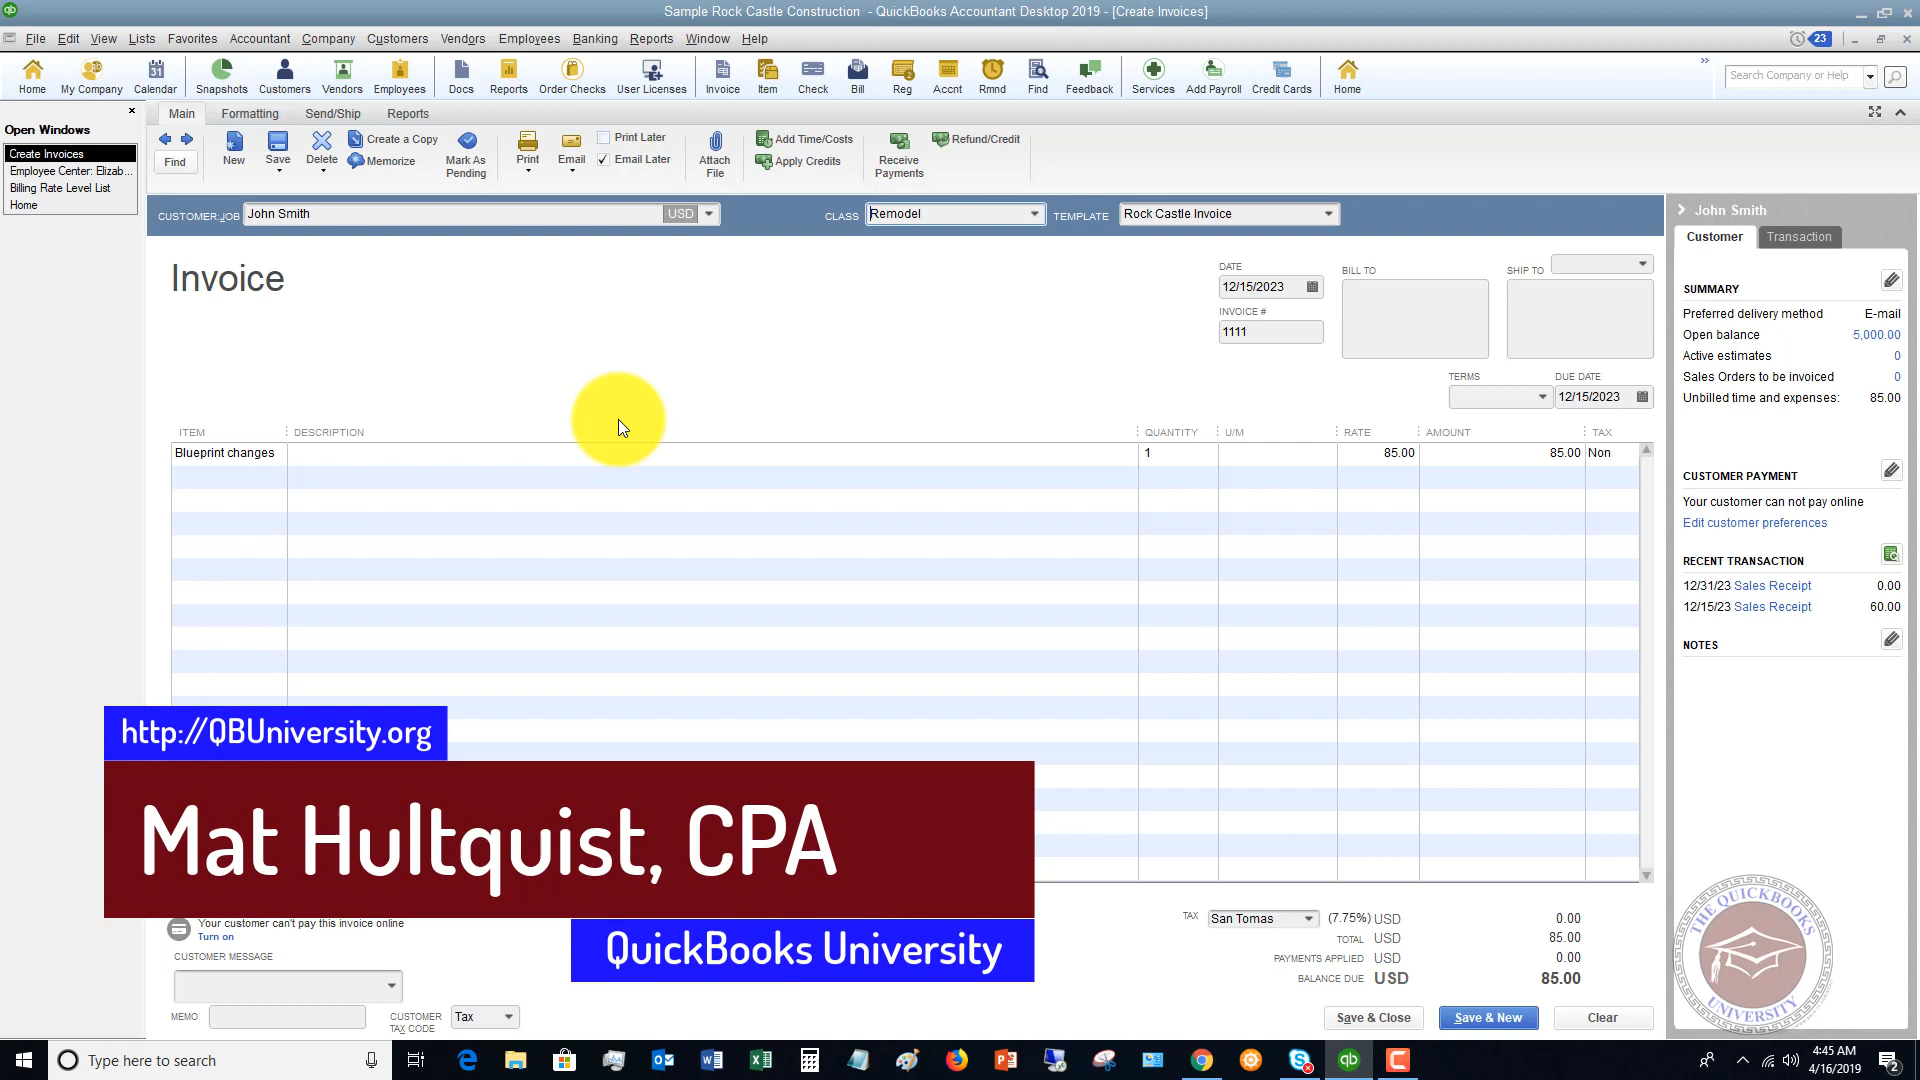 Sample Rock Castle Construction - QuickBooks Accountant Desktop 2019 - [Create Invoices]
File Edit View Lists Favorites Accountant Company Customers Vendors Employees Banking Reports Window Help
23
Home My Company Calendar Snapshots Customers Vendors Employees Docs Reports Order Checks User Licenses Invoice Item Check Bill Reg Accnt Rmnd Find Feedback Services Add Payroll Credit Cards Home
Search Company or Help
Open Windows
Create Invoices
Employee Center: Elizab...
Billing Rate Level List
Home
Main Formatting Send/Ship Reports
Find
New
Save
Delete
Create a Copy
Memorize
Mark As
Pending
Print
Email
Print Later
Email Later
Attach
File
Add Time/Costs
Apply Credits
Receive
Payments
Refund/Credit
CUSTOMER:JOB John Smith USD CLASS Remodel TEMPLATE Rock Castle Invoice
Invoice
DATE
12/15/2023
INVOICE #
1111
BILL TO
SHIP TO
TERMS
DUE DATE
12/15/2023
ITEM DESCRIPTION QUANTITY U/M RATE AMOUNT TAX
Blueprint changes 1 85.00 85.00 Non
http://QBUniversity.org
Mat Hultquist, CPA
QuickBooks University
Your customer can't pay this invoice online
Turn on
CUSTOMER MESSAGE
MEMO
CUSTOMER
TAX CODE
Tax
TAX San Tomas (7.75%) USD 0.00
TOTAL USD 85.00
PAYMENTS APPLIED USD 0.00
BALANCE DUE USD 85.00
Save & Close Save & New Clear
John Smith
Customer Transaction
SUMMARY
Preferred delivery method E-mail
Open balance 5,000.00
Active estimates 0
Sales Orders to be invoiced 0
Unbilled time and expenses: 85.00
CUSTOMER PAYMENT
Your customer can not pay online
Edit customer preferences
RECENT TRANSACTION
12/31/23 Sales Receipt 0.00
12/15/23 Sales Receipt 60.00
NOTES
THE QUICKBOOKS
UNIVERSITY
Type here to search
4:45 AM
4/16/2019
2